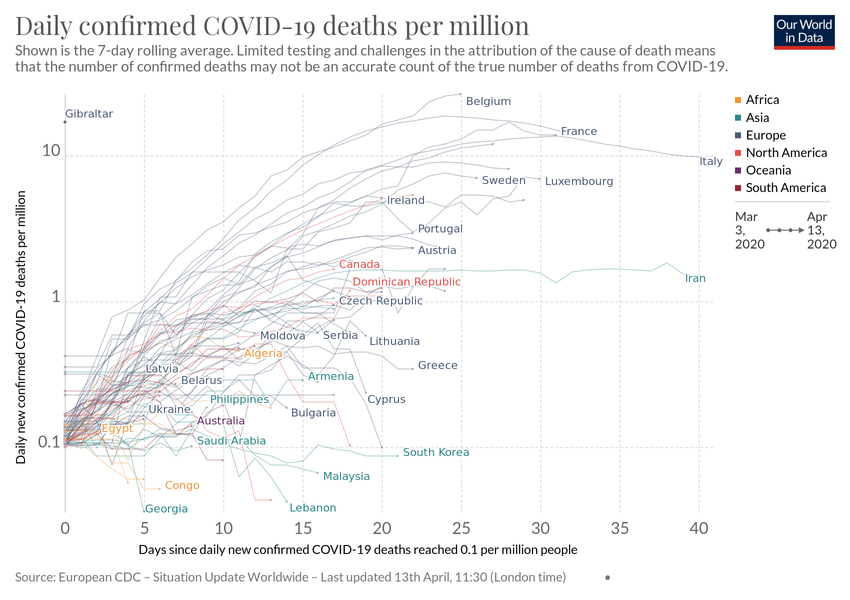 Daily confirmed COVID-19 deaths per million
Shown is the 7-day rolling average. Limited testing and challenges in the attribution of the cause of death means
that the number of confirmed deaths may not be an accurate count of the true number of deaths from COVID-19.
Our World
in Data
Africa
Asia
Europe
North America
Oceania
South America
Mar
3,
2020
Apr
13,
2020
Daily new confirmed COVID-19 deaths per million
10
1
0.1
Gibraltar
Belgium
France
Italy
Sweden
Luxembourg
Ireland
Portugal
Austria
Canada
Iran
Dominican Republic
Czech Republic
Moldova
Serbia
Lithuania
Algeria
Greece
Latvia
Armenia
Belarus
Cyprus
Philippines
Ukraine
Bulgaria
Australia
Egypt
Saudi Arabia
South Korea
Malaysia
Congo
Georgia
Lebanon
0
5
10
15
20
25
30
35
40
Days since daily new confirmed COVID-19 deaths reached 0.1 per million people
Source: European CDC – Situation Update Worldwide – Last updated 13th April, 11:30 (London time)